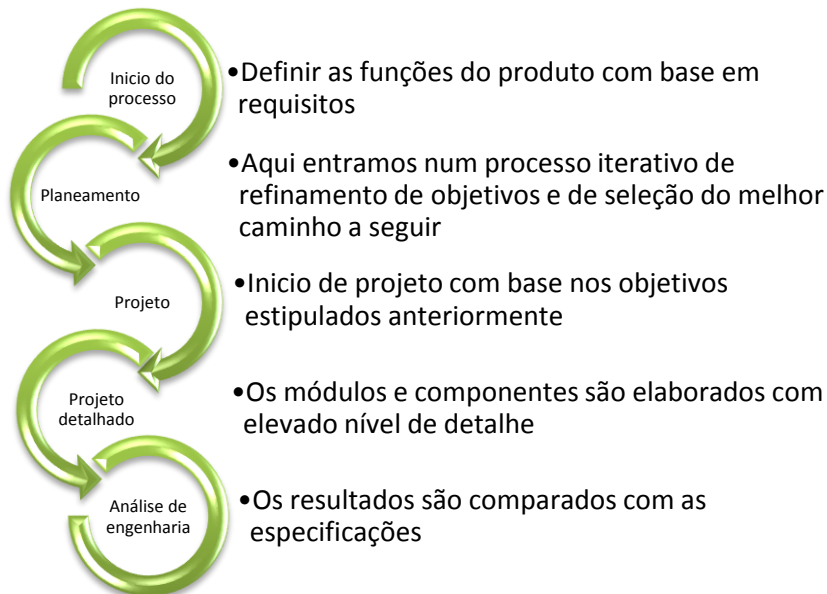 Inicio do
processo
•Definir as funções do produto com base em
requisitos
Planeamento
•Aqui entramos num processo iterativo de
refinamento de objetivos e de seleção do melhor
caminho a seguir
Projeto
•Inicio de projeto com base nos objetivos
estipulados anteriormente
Projeto
detalhado
•Os módulos e componentes são elaborados com
elevado nível de detalhe
Análise de
engenharia
•Os resultados são comparados com as
especificações